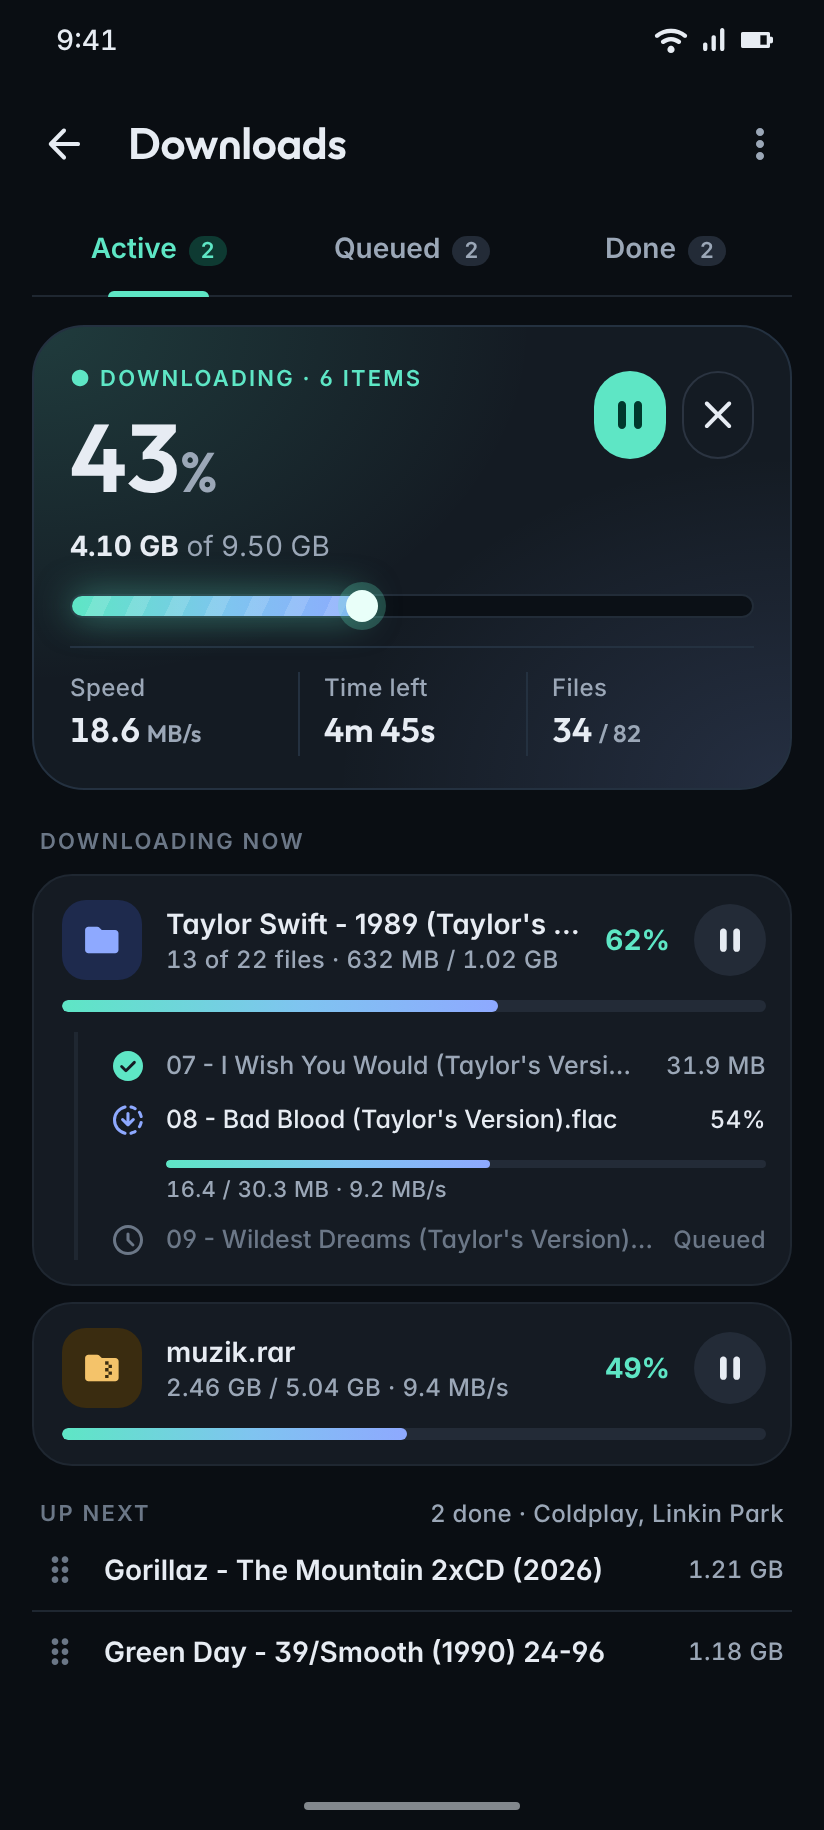 9:41
Downloads
Active 2 Queued 2 Done 2
DOWNLOADING · 6 ITEMS
43%
4.10 GB of 9.50 GB
Speed Time left Files
18.6 MB/s 4m 45s 34 / 82
DOWNLOADING NOW
Taylor Swift - 1989 (Taylor's ... 62%
13 of 22 files · 632 MB / 1.02 GB
07 - I Wish You Would (Taylor's Versi... 31.9 MB
08 - Bad Blood (Taylor's Version).flac 54%
16.4 / 30.3 MB · 9.2 MB/s
09 - Wildest Dreams (Taylor's Version)... Queued
muzik.rar 49%
2.46 GB / 5.04 GB · 9.4 MB/s
UP NEXT 2 done · Coldplay, Linkin Park
Gorillaz - The Mountain 2xCD (2026) 1.21 GB
Green Day - 39/Smooth (1990) 24-96 1.18 GB